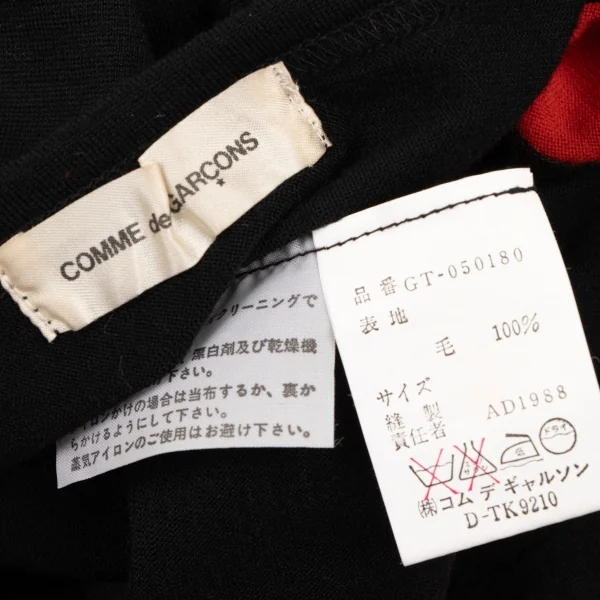 COMME des GARCONS
★
クリーニングで
漂白剤及び乾燥機
下さい。
アイロンかけの場合は当布するか、裏か
らかけるようにして下さい。
蒸気アイロンのご使用はお避け下さい。
品番 GT-050180
表地
毛 100%
サイズ
縫製
責任者 AD1988
ドライ
㈱コム デ ギャルソン
D-TK9210